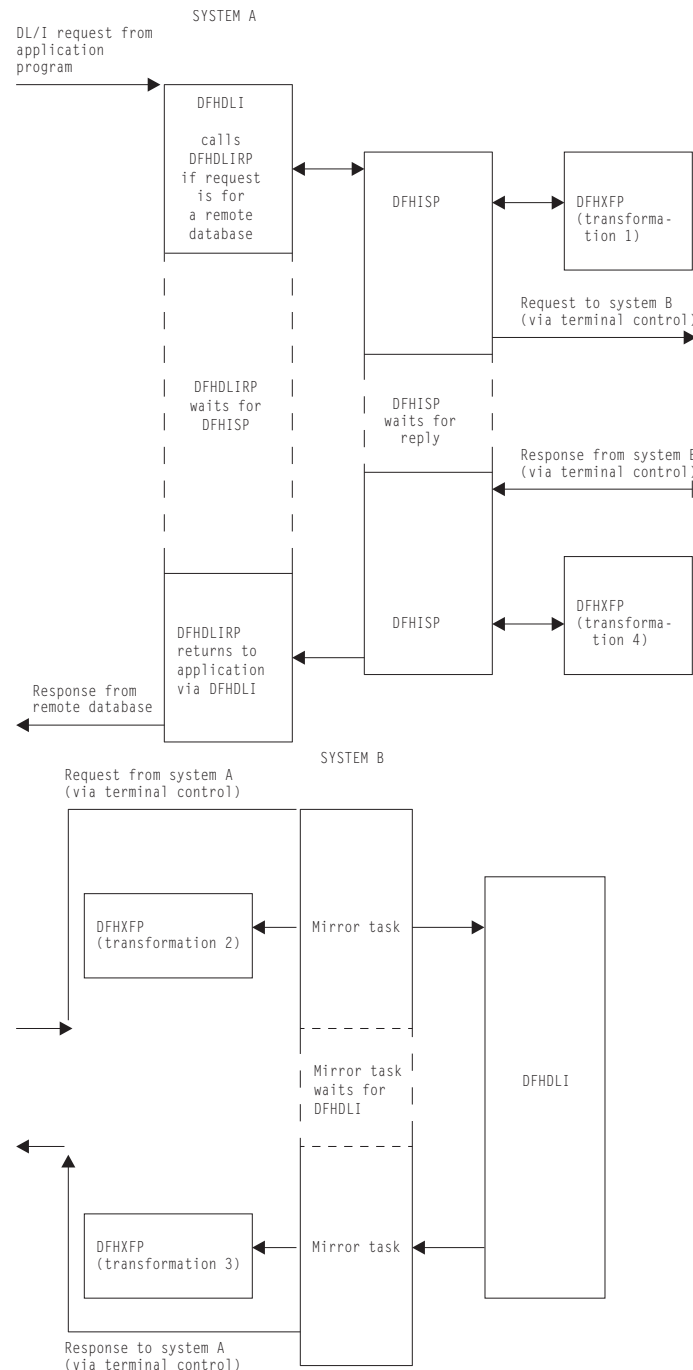 SYSTEM A
DL/I request from
application
program
DFHDLI
calls
DFHDLIRP
if request
is for
a remote
database
DFHISP
DFHXFP
(transforma-
tion 1)
Request to system B
(via terminal control)
DFHDLIRP
waits for
DFHISP
DFHISP
waits for
reply
Response from system B
(via terminal control)
DFHXFP
(transforma-
tion 4)
DFHISP
DFHDLIRP
returns to
application
via DFHDLI
Response from
remote database
SYSTEM B
Request from system A
(via terminal control)
DFHXFP
(transformation 2)
Mirror task
Mirror task
waits for
DFHDLI
DFHDLI
DFHXFP
(transformation 3)
Mirror task
Response to system A
(via terminal control)